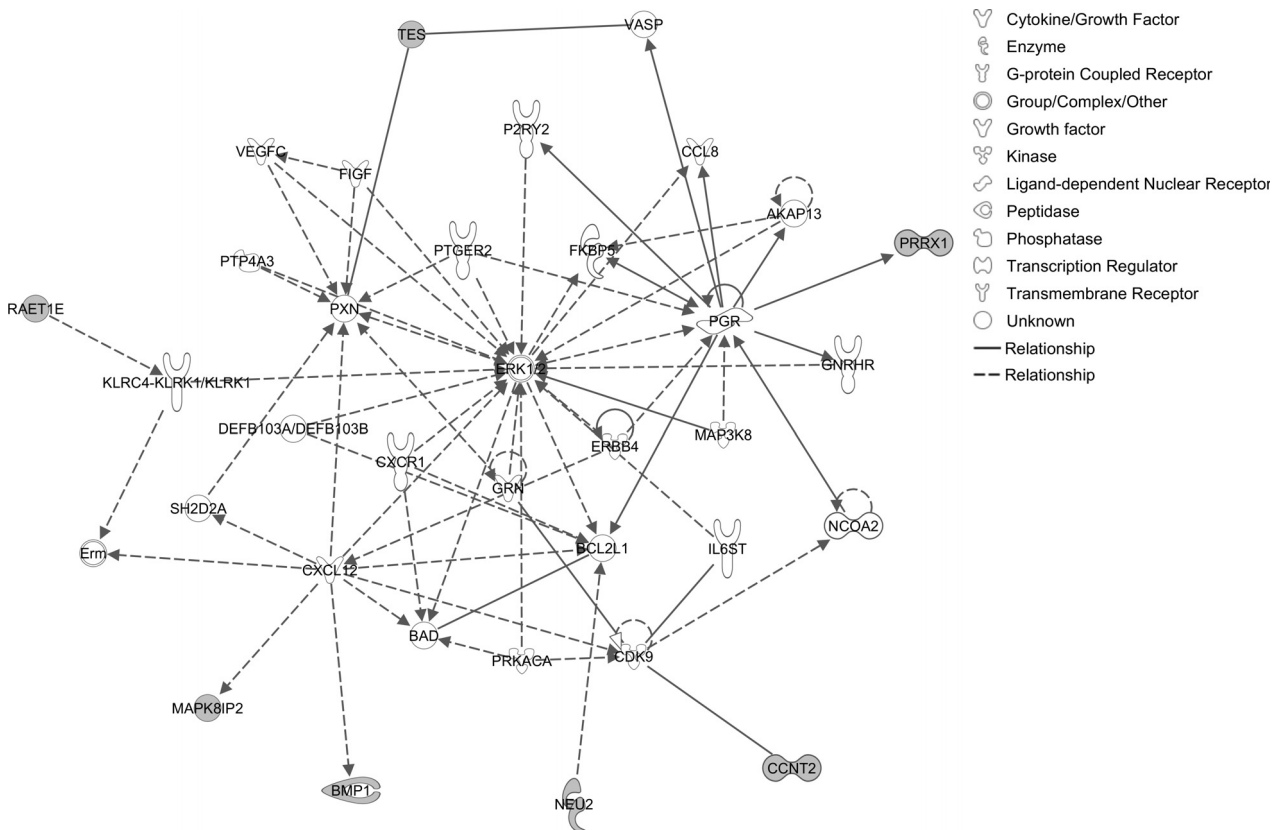 TES
VASP
P2RY2
VEGFC
FIGF
CCL8
AKAP13
PRRX1
PTP4A3
PTGER2
FKBP5
RAET1E
PXN
PGR
ERK1/2
GNRHR
KLRC4-KLRK1/KLRK1
DEFB103A/DEFB103B
MAP3K8
ERBB4
CXCR1
GRN
SH2D2A
NCOA2
Erm
CXCL12
BCL2L1
IL6ST
BAD
PRKACA
CDK9
MAPK8IP2
CCNT2
BMP1
NEU2
Cytokine/Growth Factor
Enzyme
G-protein Coupled Receptor
Group/Complex/Other
Growth factor
Kinase
Ligand-dependent Nuclear Receptor
Peptidase
Phosphatase
Transcription Regulator
Transmembrane Receptor
Unknown
Relationship
Relationship